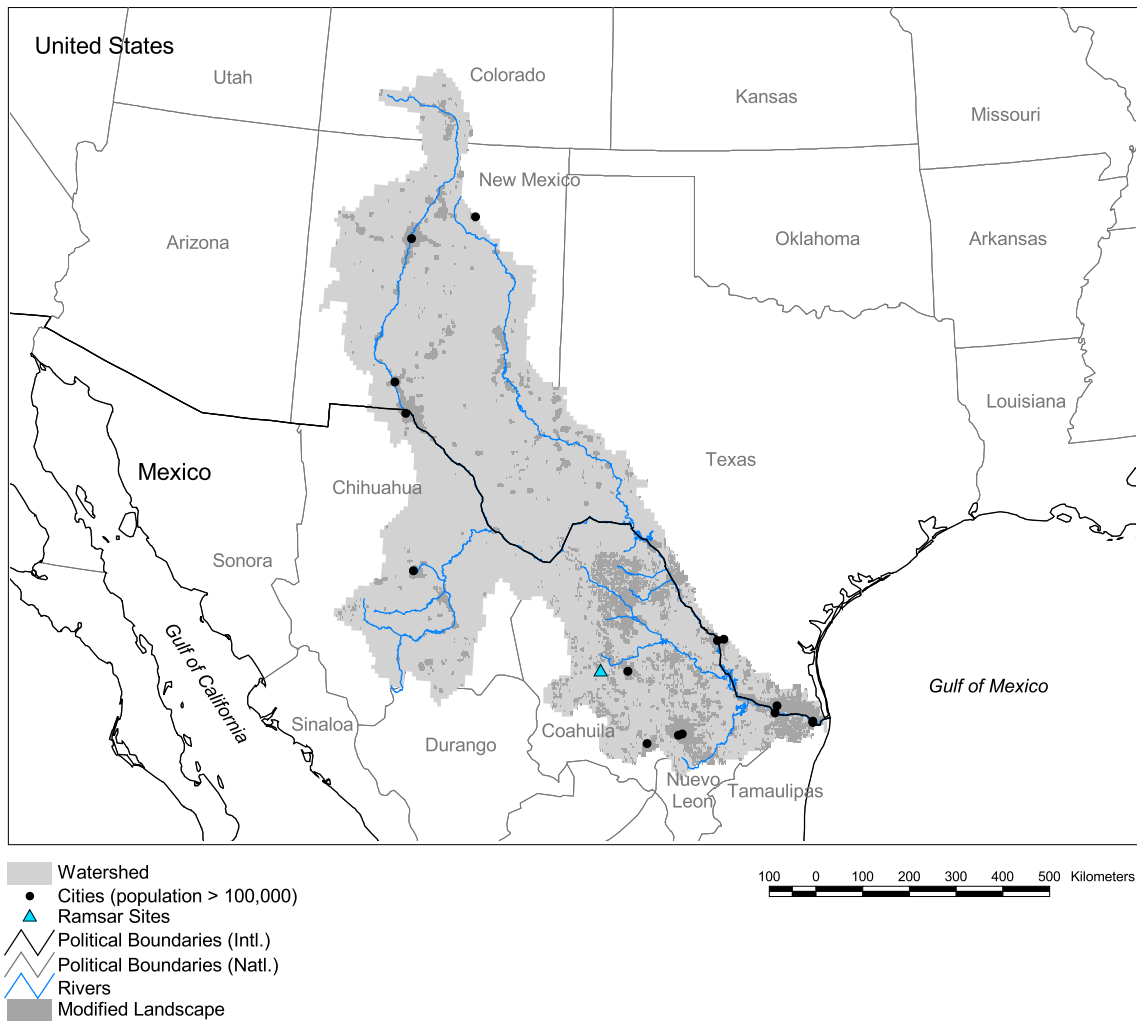 United States
Utah
Colorado
Kansas
Missouri
New Mexico
Arizona
Oklahoma
Arkansas
Louisiana
Texas
Mexico
Chihuahua
Sonora
Gulf of California
Gulf of Mexico
Sinaloa
Durango
Coahuila
Nuevo
Leon
Tamaulipas
Watershed
Cities (population > 100,000)
Ramsar Sites
Political Boundaries (Intl.)
Political Boundaries (Natl.)
Rivers
Modified Landscape
100 0 100 200 300 400 500 Kilometers